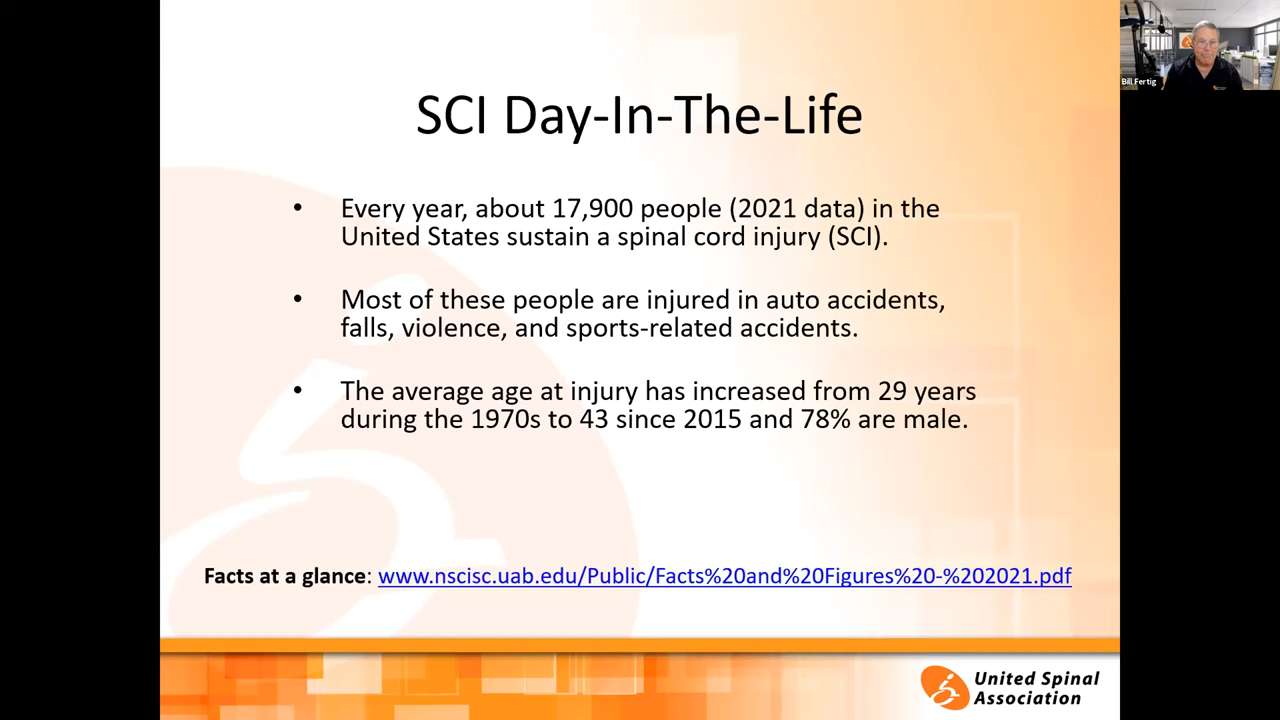 SCI Day-In-The-Life
Bill Fertig
• Every year, about 17,900 people (2021 data) in the
United States sustain a spinal cord injury (SCI).
• Most of these people are injured in auto accidents,
falls, violence, and sports-related accidents.
• The average age at injury has increased from 29 years
during the 1970s to 43 since 2015 and 78% are male.
Facts at a glance: www.nscisc.uab.edu/Public/Facts%20and%20Figures%20-%202021.pdf
United Spinal
Association